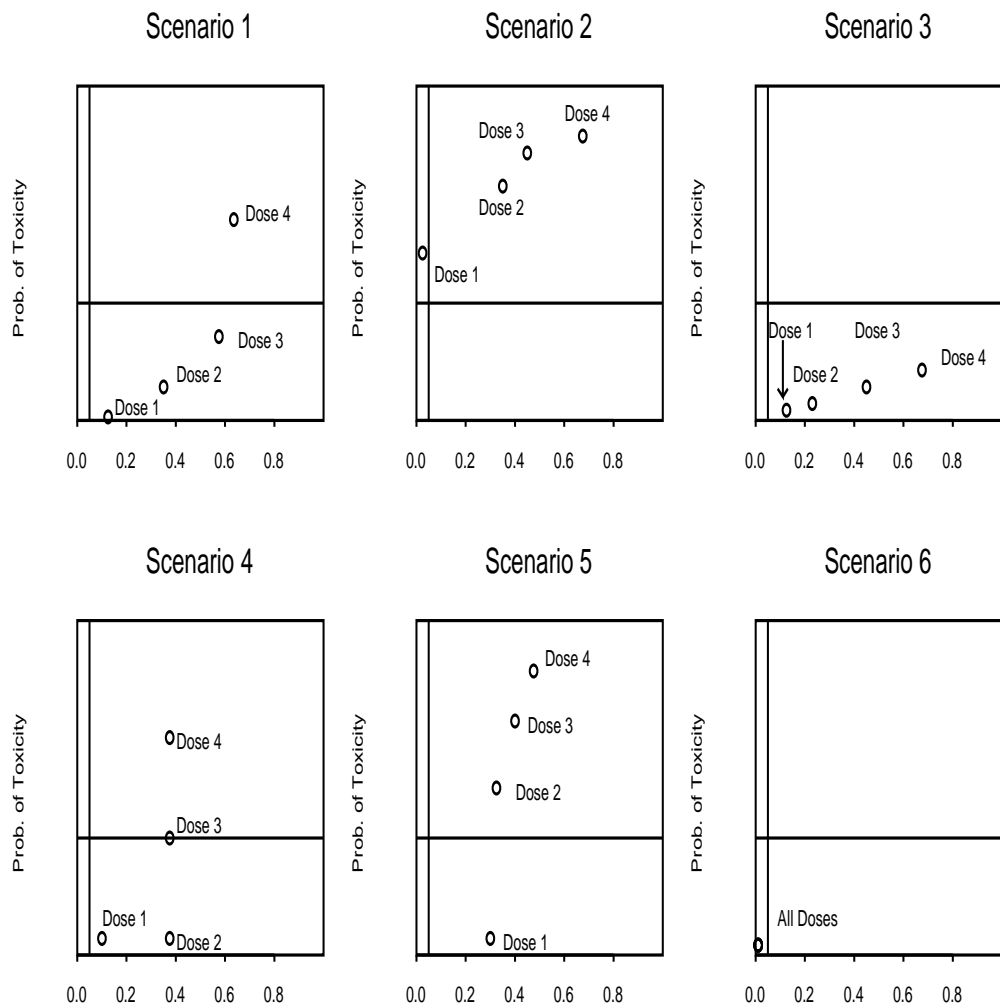 Scenario 1
Prob. of Toxicity
Dose 4
Dose 3
Dose 2
Dose 1
0.0 0.2 0.4 0.6 0.8
Scenario 2
Prob. of Toxicity
Dose 4
Dose 3
Dose 2
Dose 1
0.0 0.2 0.4 0.6 0.8
Scenario 3
Prob. of Toxicity
Dose 1 Dose 3
Dose 4
Dose 2
0.0 0.2 0.4 0.6 0.8
Scenario 4
Prob. of Toxicity
Dose 4
Dose 3
Dose 1
Dose 2
0.0 0.2 0.4 0.6 0.8
Scenario 5
Prob. of Toxicity
Dose 4
Dose 3
Dose 2
Dose 1
0.0 0.2 0.4 0.6 0.8
Scenario 6
Prob. of Toxicity
All Doses
0.0 0.2 0.4 0.6 0.8